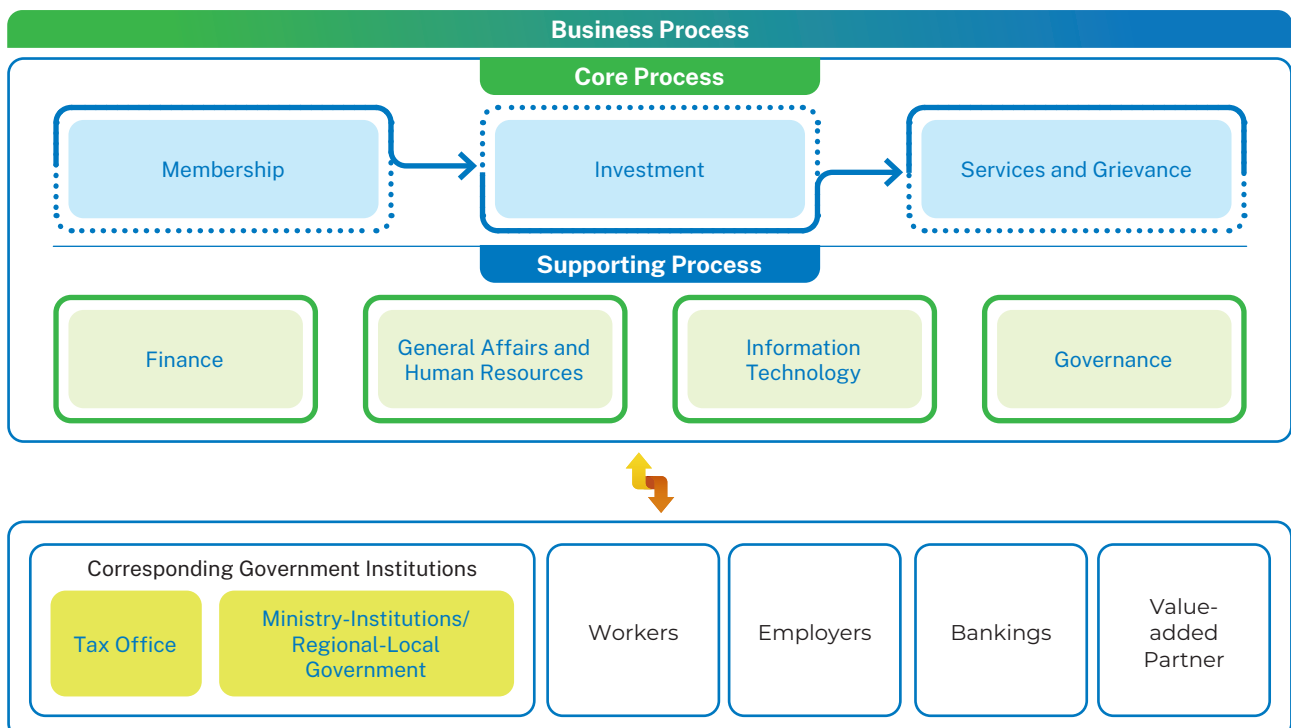 Business Process
Core Process
Membership
Investment
Services and Grievance
Supporting Process
Finance
General Affairs and
Human Resources
Information
Technology
Governance
Corresponding Government Institutions
Tax Office
Ministry-Institutions/
Regional-Local
Government
Workers
Employers
Bankings
Value-
added
Partner